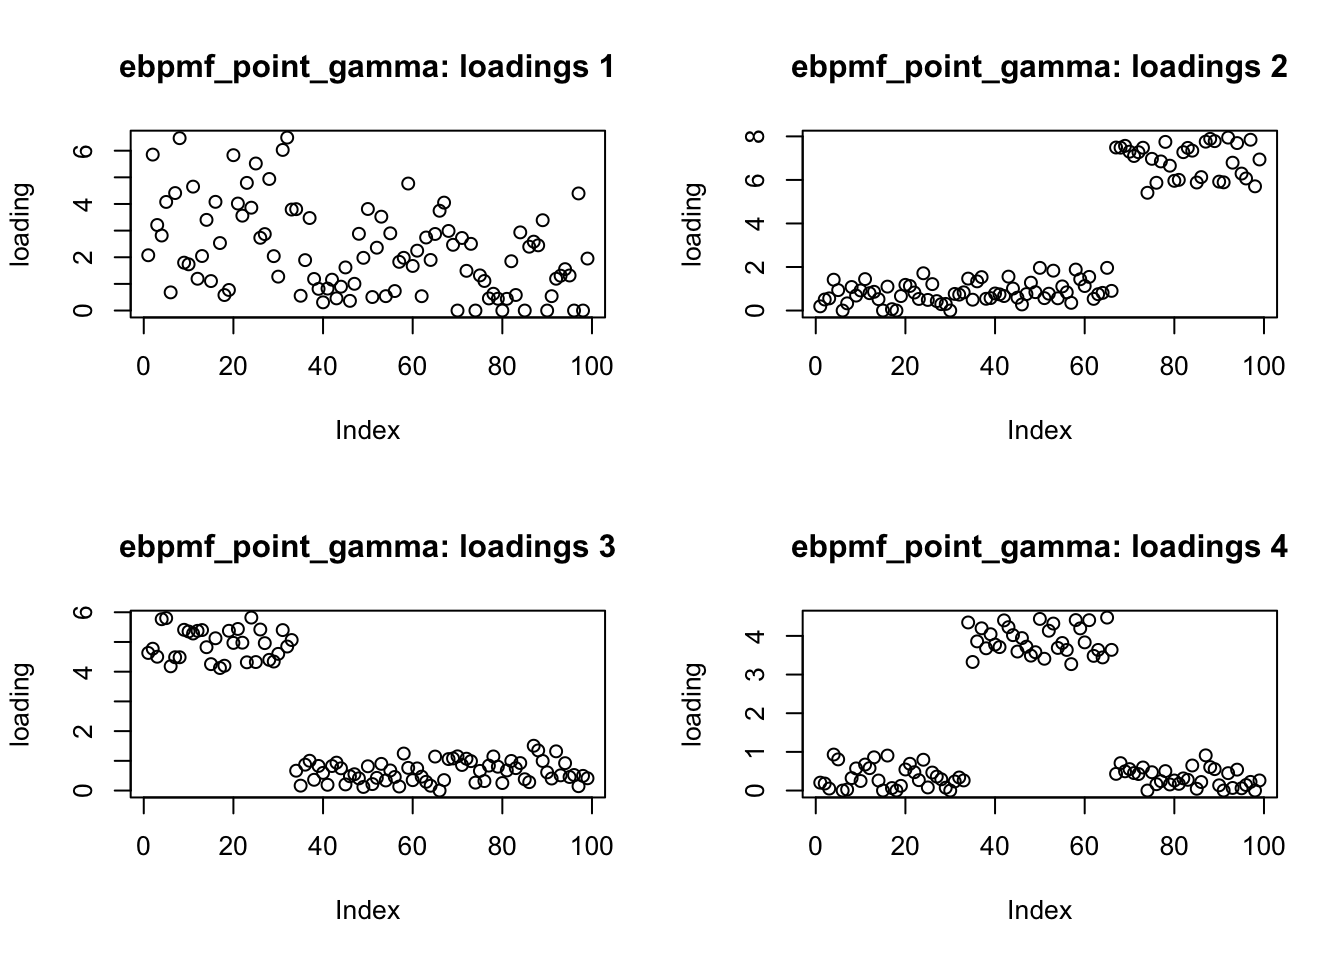 ebpmf_point_gamma: loadings 1
loading
0 2 4 6
0 20 40 60 80 100
Index
ebpmf_point_gamma: loadings 2
loading
0 2 4 6 8
0 20 40 60 80 100
Index
ebpmf_point_gamma: loadings 3
loading
0 2 4 6
0 20 40 60 80 100
Index
ebpmf_point_gamma: loadings 4
loading
0 1 2 3 4
0 20 40 60 80 100
Index